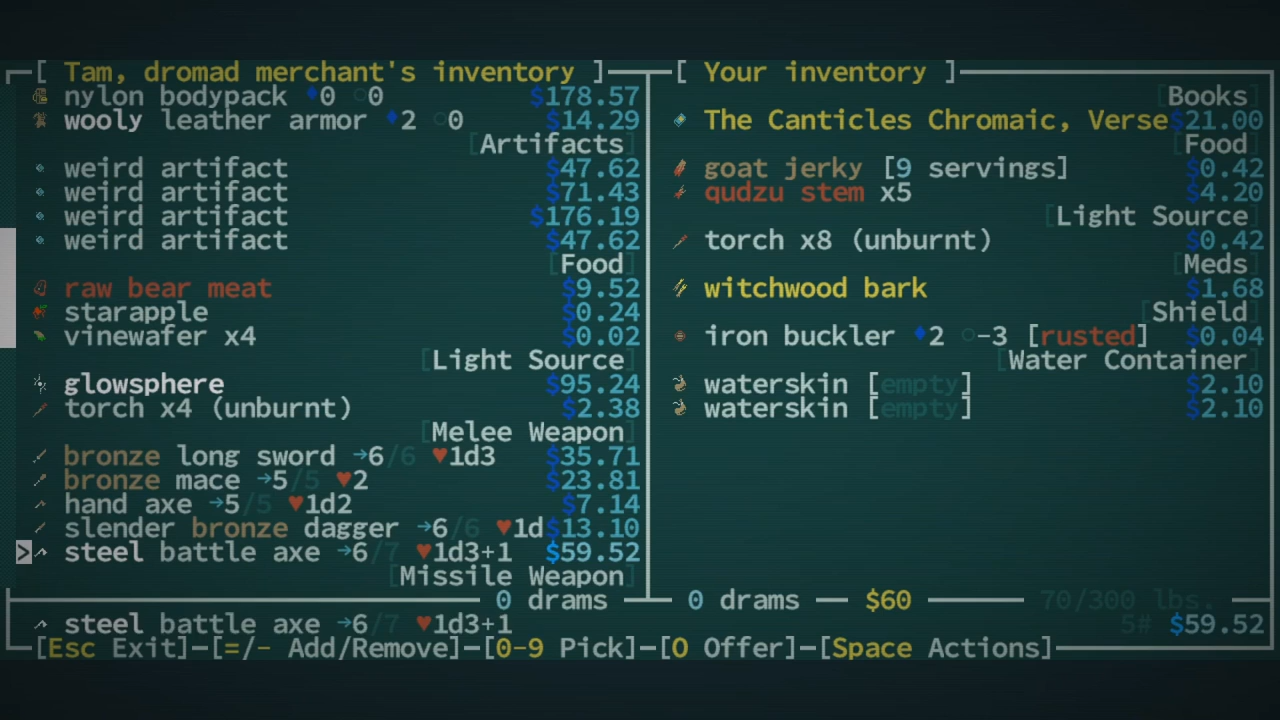 [ Tam, dromad merchant's inventory ]
nylon bodypack ♦0 ○0 $178.57
wooly leather armor ♦2 ○0 $14.29
[Artifacts]
weird artifact $47.62
weird artifact $71.43
weird artifact $176.19
weird artifact $47.62
[Food]
raw bear meat $9.52
starapple $0.24
vinewafer x4 $0.02
[Light Source]
glowsphere $95.24
torch x4 (unburnt) $2.38
[Melee Weapon]
bronze long sword →6/6 ♥1d3 $35.71
bronze mace →5/5 ♥2 $23.81
hand axe →5/5 ♥1d2 $7.14
slender bronze dagger →6/6 ♥1d $13.10
> steel battle axe →6/7 ♥1d3+1 $59.52
[Missile Weapon]
0 drams
[ Your inventory ]
[Books]
The Canticles Chromaic, Verse $21.00
[Food]
goat jerky [9 servings] $0.42
qudzu stem x5 $4.20
[Light Source]
torch x8 (unburnt) $0.42
[Meds]
witchwood bark $1.68
[Shield]
iron buckler ♦2 ○-3 [rusted] $0.04
[Water Container]
waterskin [empty] $2.10
waterskin [empty] $2.10
0 drams — $60 — 70/300 lbs.
steel battle axe →6/7 ♥1d3+1 5# $59.52
[Esc Exit]-[=/- Add/Remove]-[0-9 Pick]-[O Offer]-[Space Actions]